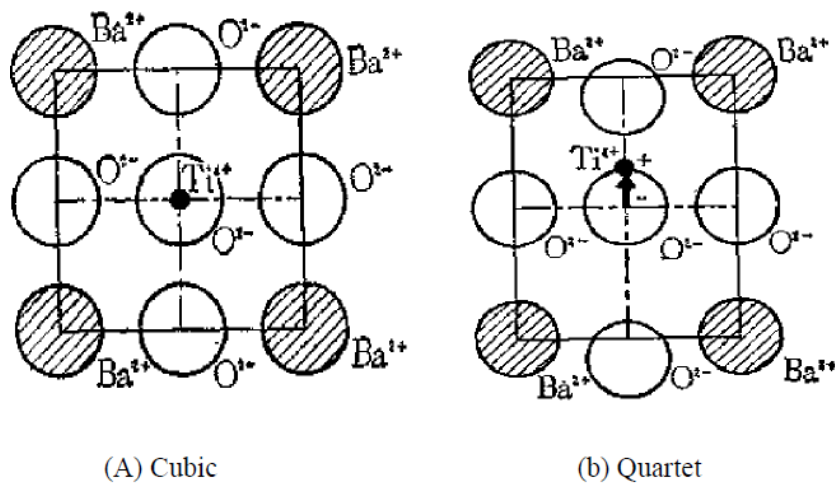 Ba²⁺ O²⁻ Ba²⁺
O²⁻ Ti⁴⁺ O²⁻
O²⁻
Ba²⁺ O²⁻ Ba²⁺
(A) Cubic
Ba²⁺ O²⁻ Ba²⁺
Ti⁴⁺ +
-
O²⁻ O²⁻ O²⁻
Ba²⁺ O²⁻ Ba²⁺
(b) Quartet